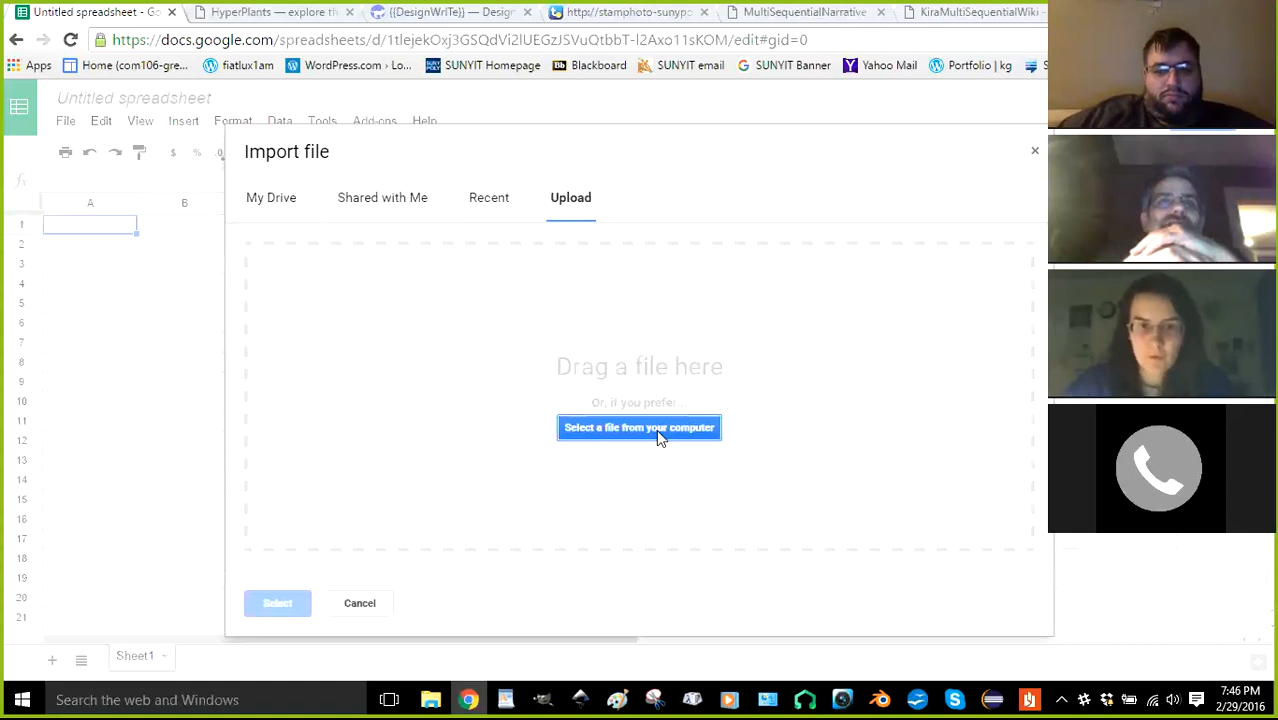 Untitled spreadsheet - Go
HyperPlants — explore th
{{DesignWriTe}} — Design
http://stamphoto-sunypo
MultiSequentialNarrative
KiraMultiSequentialWiki -
https://docs.google.com/spreadsheets/d/1tlejekOxj3GSQdVi2lUEGzJSVuQtbbT-l2Axo11sKOM/edit#gid=0
Apps
Home (com106-gre...
fiatlux1am
WordPress.com › Lo...
SUNYIT Homepage
Blackboard
SUNYIT email
SUNYIT Banner
Yahoo Mail
Portfolio | kg
Untitled spreadsheet
File Edit View Insert Format Data Tools Add-ons Help
$ % .0
fx
Import file
×
My Drive Shared with Me Recent Upload
A B
1
2
3
4
5
6
7
8
9
10
11
12
13
14
15
16
17
18
19
20
21
Drag a file here
Or, if you prefer...
Select a file from your computer
Select Cancel
+ Sheet1
Search the web and Windows
7:46 PM
2/29/2016